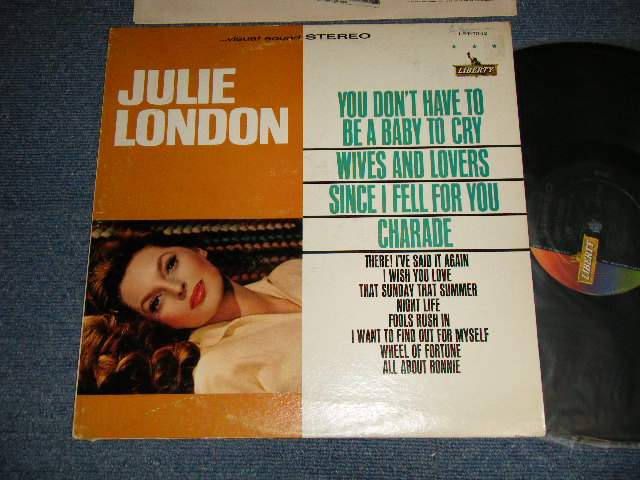 ...visual sound STEREO
LIBERTY
JULIE
LONDON
YOU DON'T HAVE TO
BE A BABY TO CRY
WIVES AND LOVERS
SINCE I FELL FOR YOU
CHARADE
THERE! I'VE SAID IT AGAIN
I WISH YOU LOVE
THAT SUNDAY THAT SUMMER
NIGHT LIFE
FOOLS RUSH IN
I WANT TO FIND OUT FOR MYSELF
WHEEL OF FORTUNE
ALL ABOUT RONNIE
LIBERTY